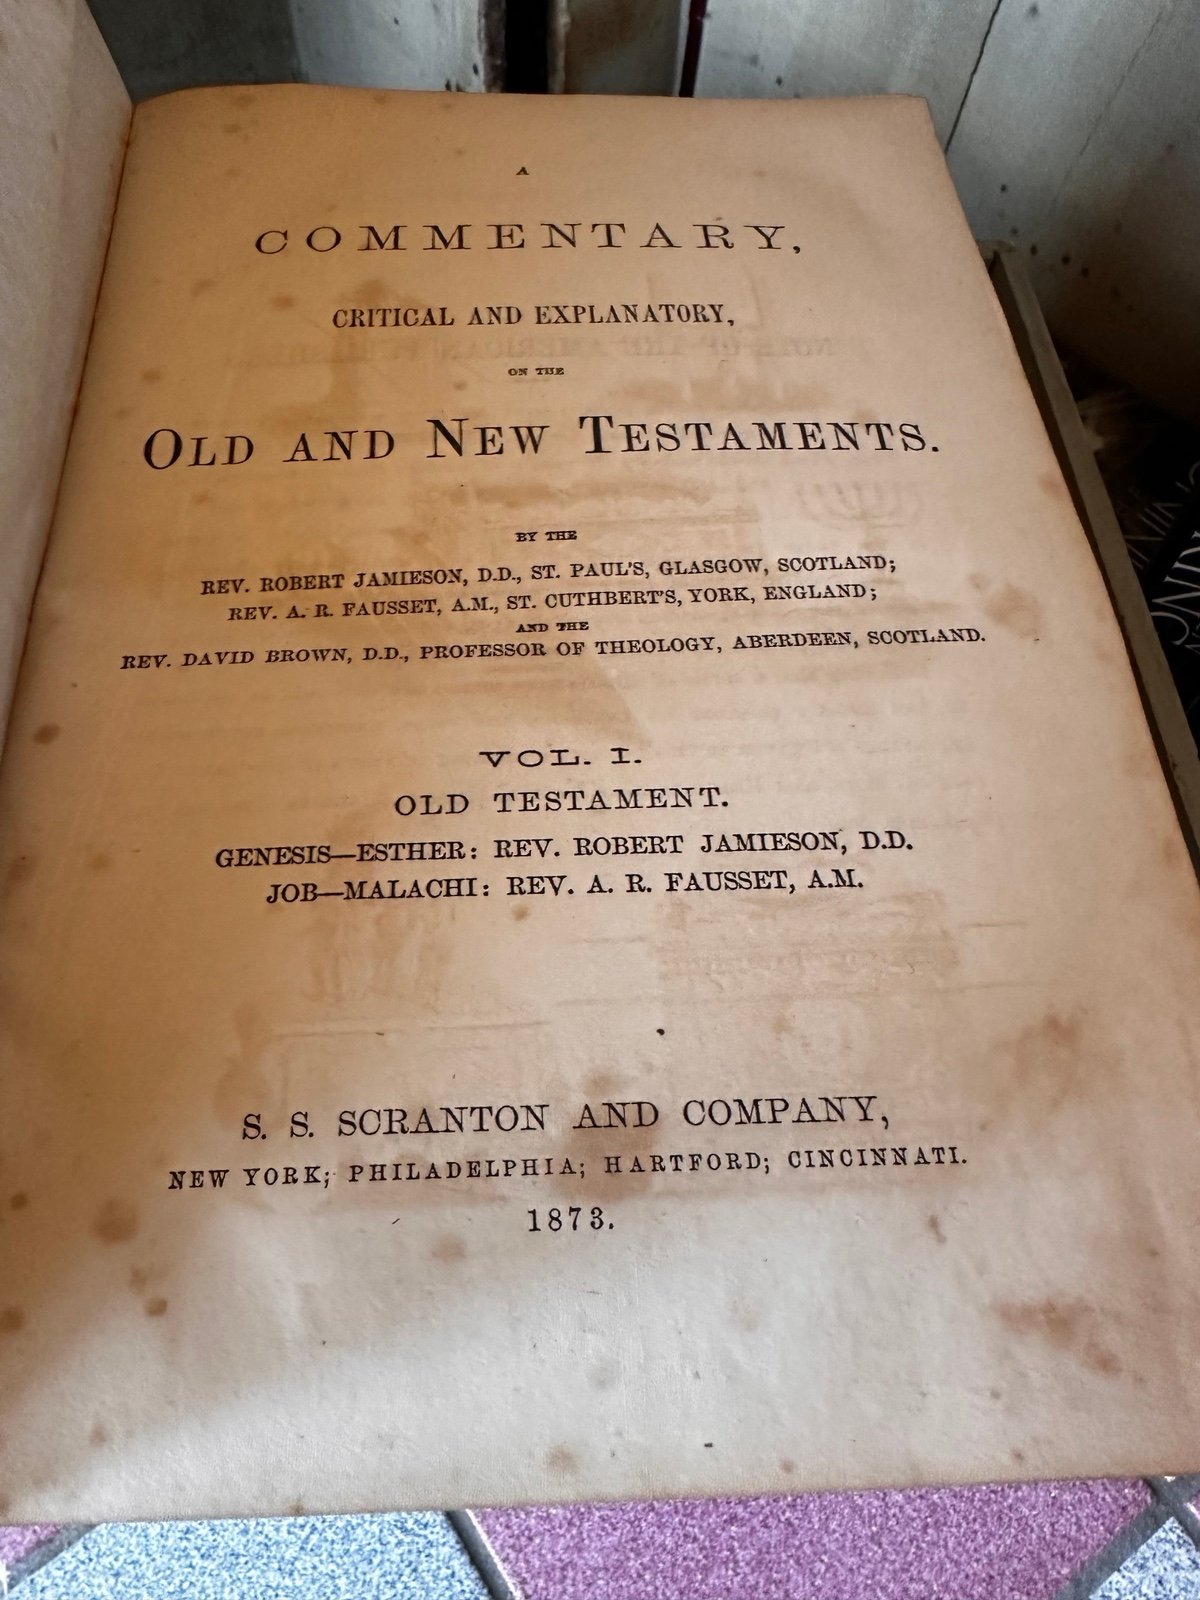 A
COMMENTARY,
CRITICAL AND EXPLANATORY,
ON THE
OLD AND NEW TESTAMENTS.
BY THE
REV. ROBERT JAMIESON, D.D., ST. PAUL'S, GLASGOW, SCOTLAND;
REV. A. R. FAUSSET, A.M., ST. CUTHBERT'S, YORK, ENGLAND;
AND THE
REV. DAVID BROWN, D.D., PROFESSOR OF THEOLOGY, ABERDEEN, SCOTLAND.
VOL. I.
OLD TESTAMENT.
GENESIS—ESTHER: REV. ROBERT JAMIESON, D.D.
JOB—MALACHI: REV. A. R. FAUSSET, A.M.
S. S. SCRANTON AND COMPANY,
NEW YORK; PHILADELPHIA; HARTFORD; CINCINNATI.
1873.